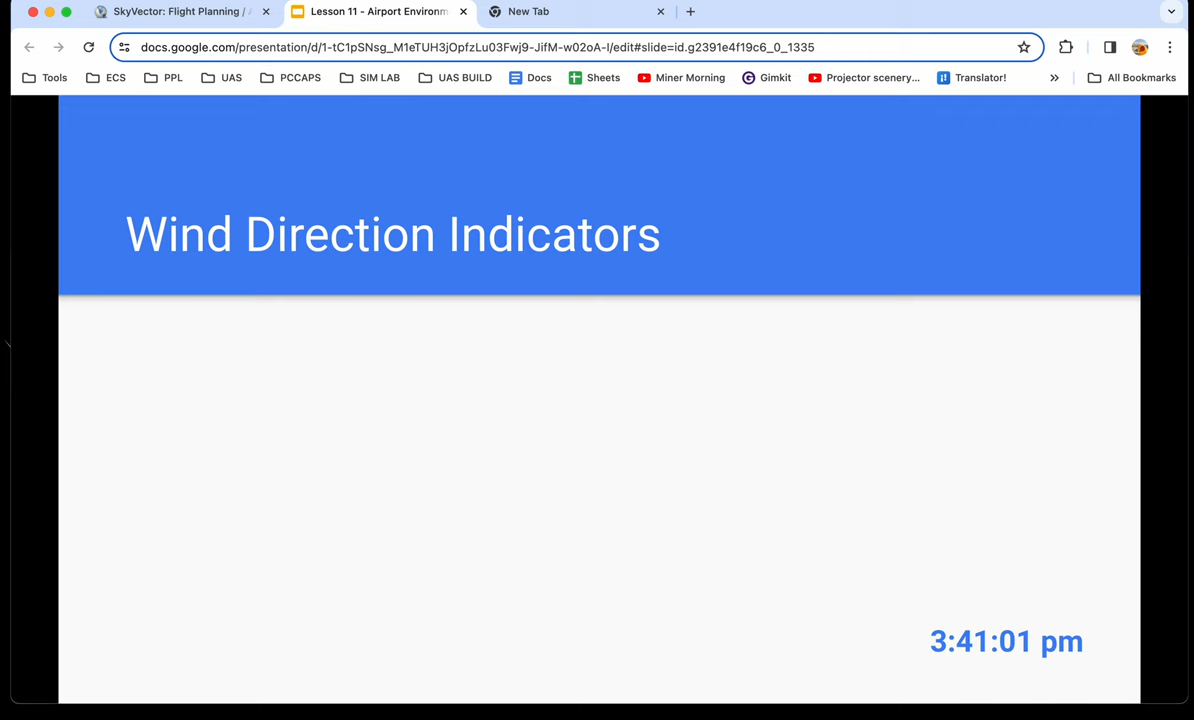 SkyVector: Flight Planning /
Lesson 11 - Airport Environm
New Tab
docs.google.com/presentation/d/1-tC1pSNsg_M1eTUH3jOpfzLu03Fwj9-JifM-w02oA-I/edit#slide=id.g2391e4f19c6_0_1335
Tools ECS PPL UAS PCCAPS SIM LAB UAS BUILD Docs Sheets Miner Morning Gimkit Projector scenery... Translator! » All Bookmarks
Wind Direction Indicators
3:41:01 pm